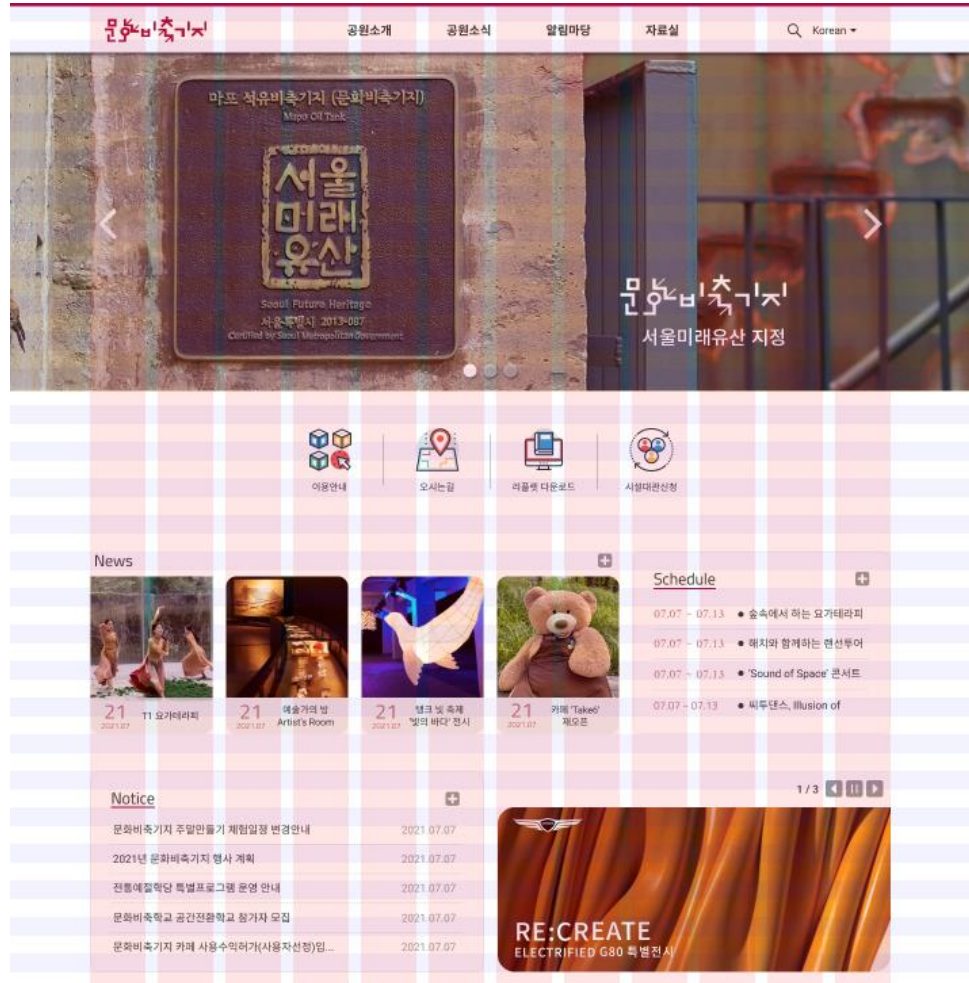 문화비축기지
공원소개 공원소식 알림마당 자료실 Korean
마포 석유비축기지 (문화비축기지)
Mapo Oil Tank
서울
미래
유산
Seoul Future Heritage
서울특별시 2013-087
Certified by Seoul Metropolitan Government
문화비축기지
서울미래유산 지정
이용안내 오시는길 리플렛 다운로드 시설대관신청
News
21 2021.07 T1 요가테라피
21 2021.07 예술가의 방 Artist's Room
21 2021.07 탱크 빛 축제 '빛의 바다' 전시
21 2021.07 카페 'Take6' 재오픈
Schedule
07.07 - 07.13 숲속에서 하는 요가테라피
07.07 - 07.13 해치와 함께하는 랜선투어
07.07 - 07.13 'Sound of Space' 콘서트
07.07 - 07.13 씨투댄스, Illusion of
Notice
문화비축기지 주말만들기 체험일정 변경안내 2021.07.07
2021년 문화비축기지 행사 계획 2021.07.07
전통예절학당 특별프로그램 운영 안내 2021.07.07
문화비축학교 공간전환학교 참가자 모집 2021.07.07
문화비축기지 카페 사용수익허가(사용자선정)입... 2021.07.07
1 / 3
RE:CREATE
ELECTRIFIED G80 특별전시